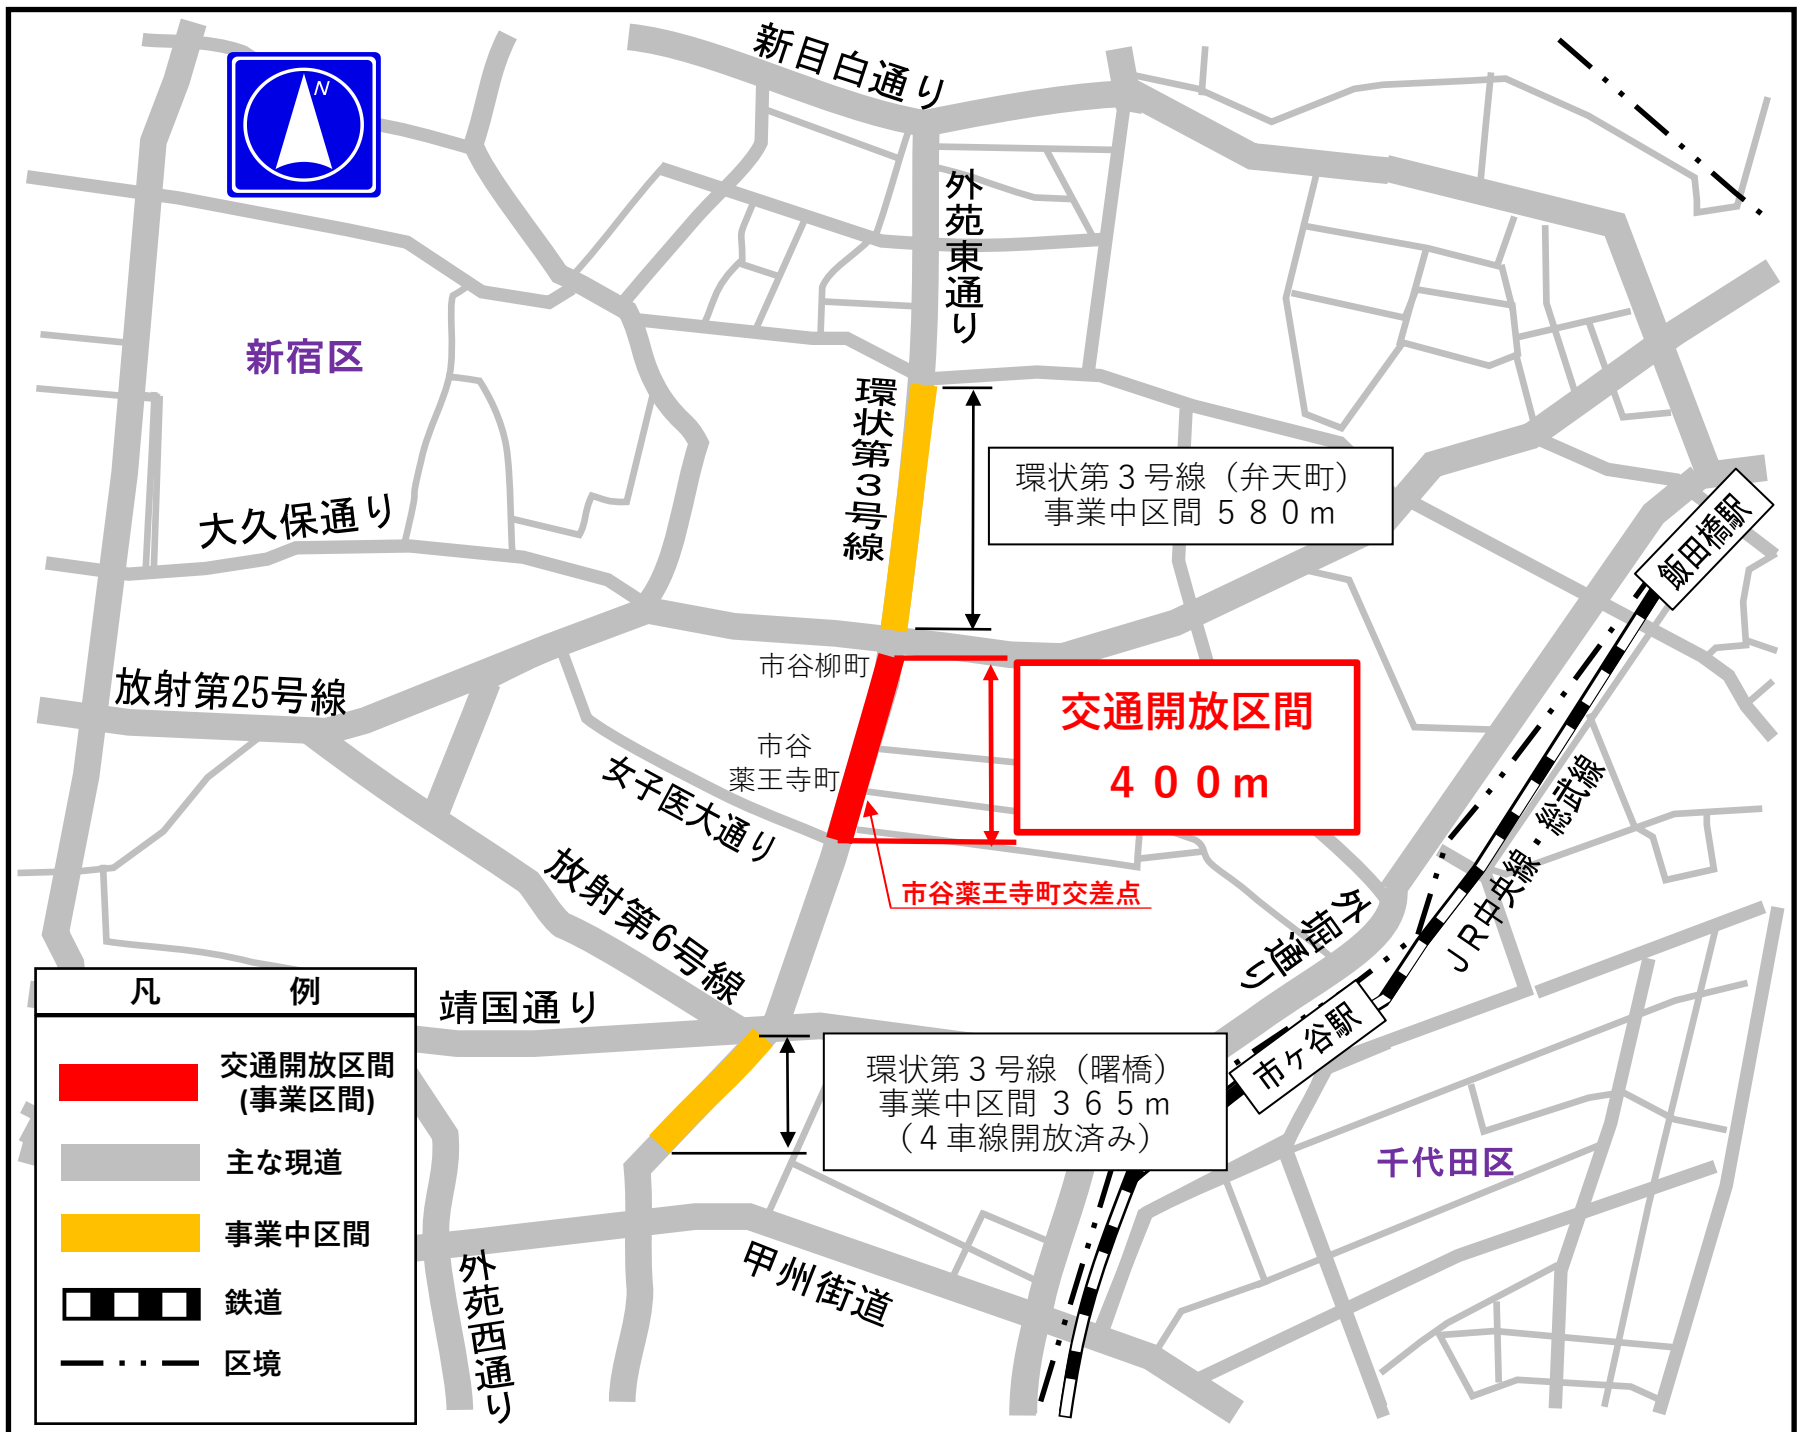 新目白通り
N
外苑東通り
新宿区
環状第3号線
環状第３号線（弁天町）
事業中区間 ５８０ｍ
大久保通り
飯田橋駅
市谷柳町
放射第25号線
交通開放区間
４００ｍ
市谷
薬王寺町
女子医大通り
JR中央線・総武線
放射第6号線
市谷薬王寺町交差点
外堀通り
靖国通り
市ヶ谷駅
環状第３号線（曙橋）
事業中区間 ３６５ｍ
（４車線開放済み）
千代田区
甲州街道
外苑西通り
凡 例
交通開放区間
(事業区間)
主な現道
事業中区間
鉄道
区境